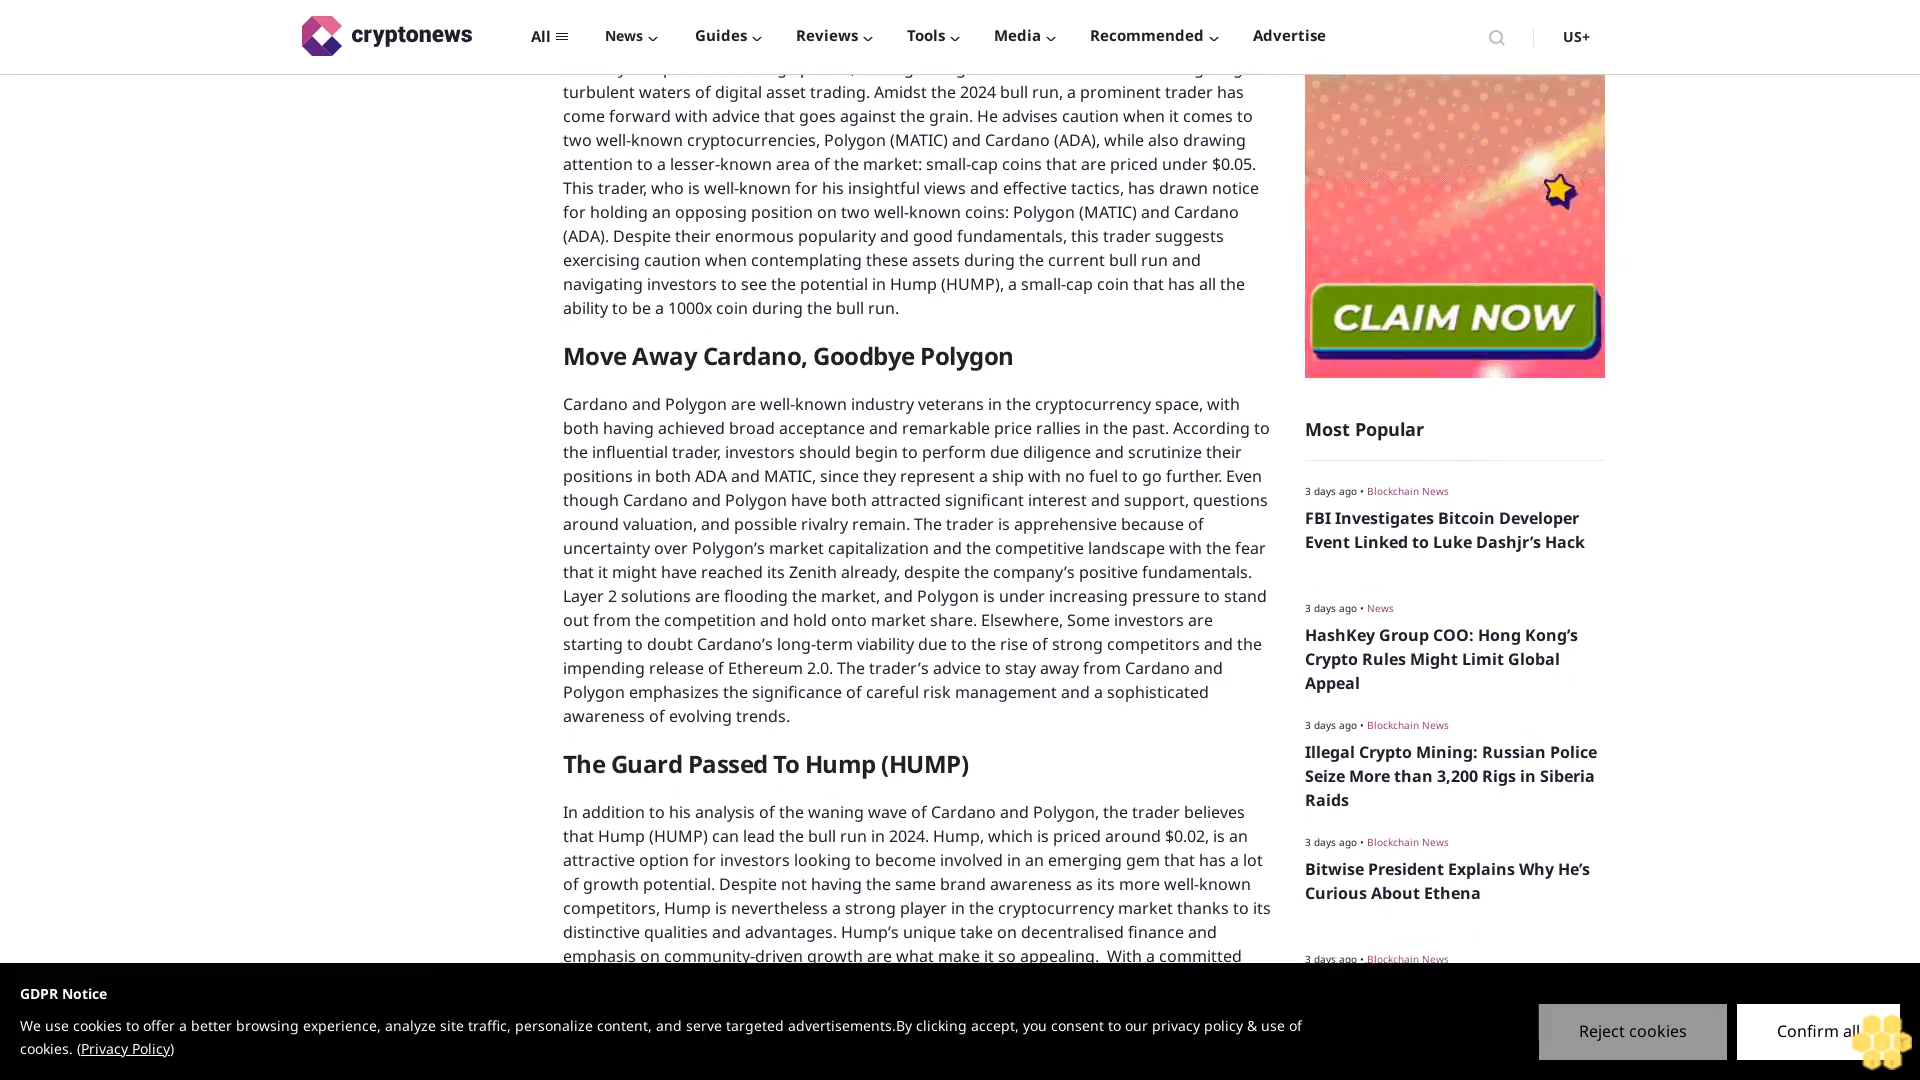 cryptonews
All
News
Guides
Reviews
Tools
Media
Recommended
Advertise
US+
turbulent waters of digital asset trading. Amidst the 2024 bull run, a prominent trader has
come forward with advice that goes against the grain. He advises caution when it comes to
two well-known cryptocurrencies, Polygon (MATIC) and Cardano (ADA), while also drawing
attention to a lesser-known area of the market: small-cap coins that are priced under $0.05.
This trader, who is well-known for his insightful views and effective tactics, has drawn notice
for holding an opposing position on two well-known coins: Polygon (MATIC) and Cardano
(ADA). Despite their enormous popularity and good fundamentals, this trader suggests
exercising caution when contemplating these assets during the current bull run and
navigating investors to see the potential in Hump (HUMP), a small-cap coin that has all the
ability to be a 1000x coin during the bull run.
Move Away Cardano, Goodbye Polygon
Cardano and Polygon are well-known industry veterans in the cryptocurrency space, with
both having achieved broad acceptance and remarkable price rallies in the past. According to
the influential trader, investors should begin to perform due diligence and scrutinize their
positions in both ADA and MATIC, since they represent a ship with no fuel to go further. Even
though Cardano and Polygon have both attracted significant interest and support, questions
around valuation, and possible rivalry remain. The trader is apprehensive because of
uncertainty over Polygon’s market capitalization and the competitive landscape with the fear
that it might have reached its Zenith already, despite the company’s positive fundamentals.
Layer 2 solutions are flooding the market, and Polygon is under increasing pressure to stand
out from the competition and hold onto market share. Elsewhere, Some investors are
starting to doubt Cardano’s long-term viability due to the rise of strong competitors and the
impending release of Ethereum 2.0. The trader’s advice to stay away from Cardano and
Polygon emphasizes the significance of careful risk management and a sophisticated
awareness of evolving trends.
The Guard Passed To Hump (HUMP)
In addition to his analysis of the waning wave of Cardano and Polygon, the trader believes
that Hump (HUMP) can lead the bull run in 2024. Hump, which is priced around $0.02, is an
attractive option for investors looking to become involved in an emerging gem that has a lot
of growth potential. Despite not having the same brand awareness as its more well-known
competitors, Hump is nevertheless a strong player in the cryptocurrency market thanks to its
distinctive qualities and advantages. Hump’s unique take on decentralised finance and
emphasis on community-driven growth are what make it so appealing.  With a committed
CLAIM NOW
Most Popular
3 days ago • Blockchain News
FBI Investigates Bitcoin Developer
Event Linked to Luke Dashjr’s Hack
3 days ago • News
HashKey Group COO: Hong Kong’s
Crypto Rules Might Limit Global
Appeal
3 days ago • Blockchain News
Illegal Crypto Mining: Russian Police
Seize More than 3,200 Rigs in Siberia
Raids
3 days ago • Blockchain News
Bitwise President Explains Why He’s
Curious About Ethena
3 days ago • Blockchain News
GDPR Notice
We use cookies to offer a better browsing experience, analyze site traffic, personalize content, and serve targeted advertisements.By clicking accept, you consent to our privacy policy & use of
cookies. (Privacy Policy)
Reject cookies
Confirm all